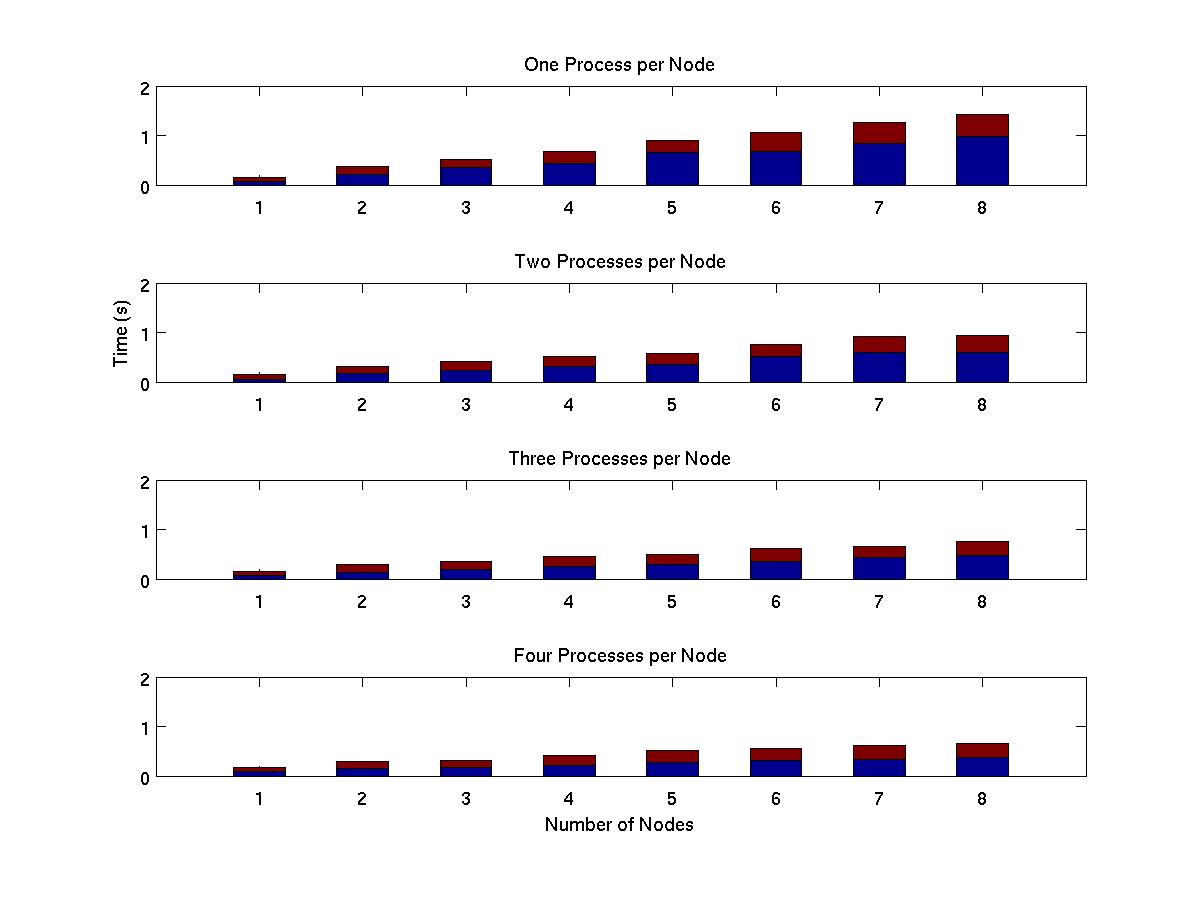 One Process per Node
2
1
0
1 2 3 4 5 6 7 8
Two Processes per Node
Time (s)
2
1
0
1 2 3 4 5 6 7 8
Three Processes per Node
2
1
0
1 2 3 4 5 6 7 8
Four Processes per Node
2
1
0
1 2 3 4 5 6 7 8
Number of Nodes